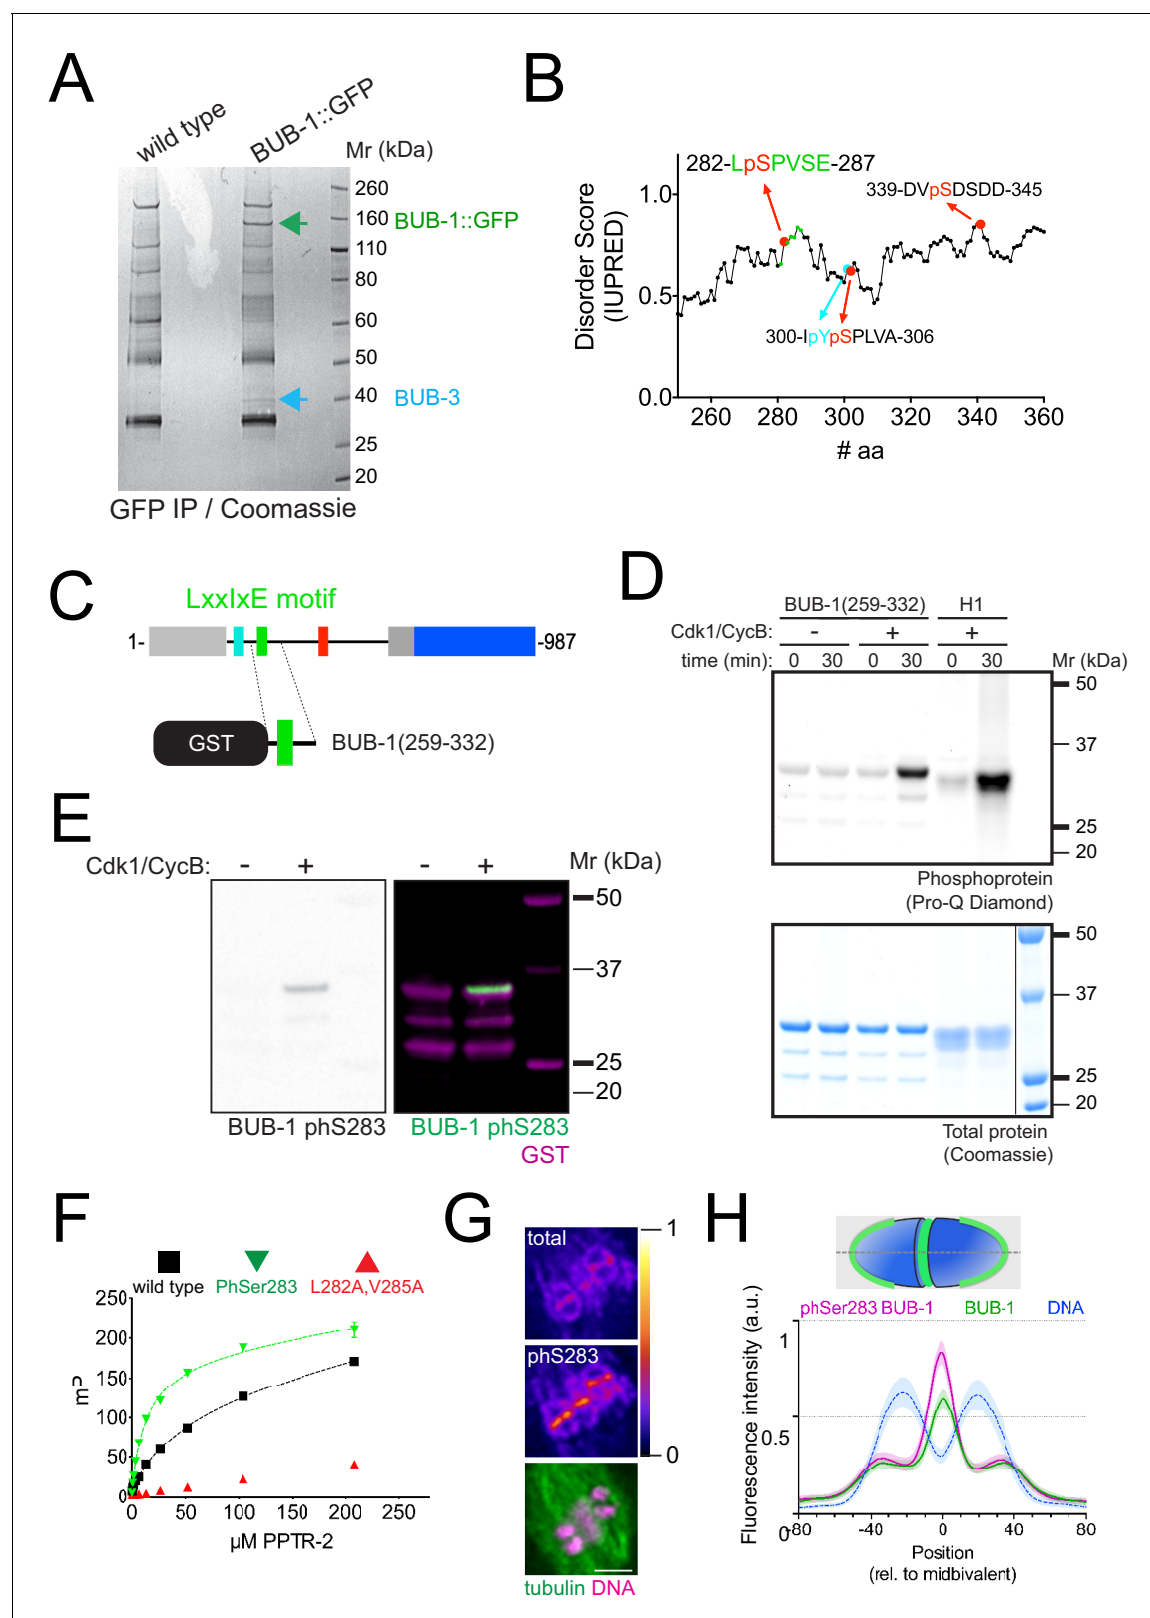 A
wild type
BUB-1::GFP
Mr (kDa)
260
160
110
80
60
50
40
25
20
BUB-1::GFP
BUB-3
GFP IP / Coomassie
B
Disorder Score
(IUPRED)
1.0
0.5
0.0
282-LpSPVSE-287
339-DVpSDSDD-345
300-IpYpSPLVA-306
260 280 300 320 340 360
# aa
C
LxxIxE motif
1-
-987
GST
BUB-1(259-332)
D
BUB-1(259-332) H1
Cdk1/CycB: - + +
time (min): 0 30 0 30 0 30 Mr (kDa)
50
37
25
20
Phosphoprotein
(Pro-Q Diamond)
50
37
25
20
Total protein
(Coomassie)
E
Cdk1/CycB: - + - + Mr (kDa)
50
37
25
20
BUB-1 phS283
BUB-1 phS283
GST
F
wild type PhSer283 L282A,V285A
mP
250
200
150
100
50
0
0 50 100 150 200 250
µM PPTR-2
G
total
phS283
1
0
tubulin DNA
H
phSer283 BUB-1 BUB-1 DNA
Fluorescence intensity (a.u.)
1
0.5
0
-80 -40 0 40 80
Position
(rel. to midbivalent)